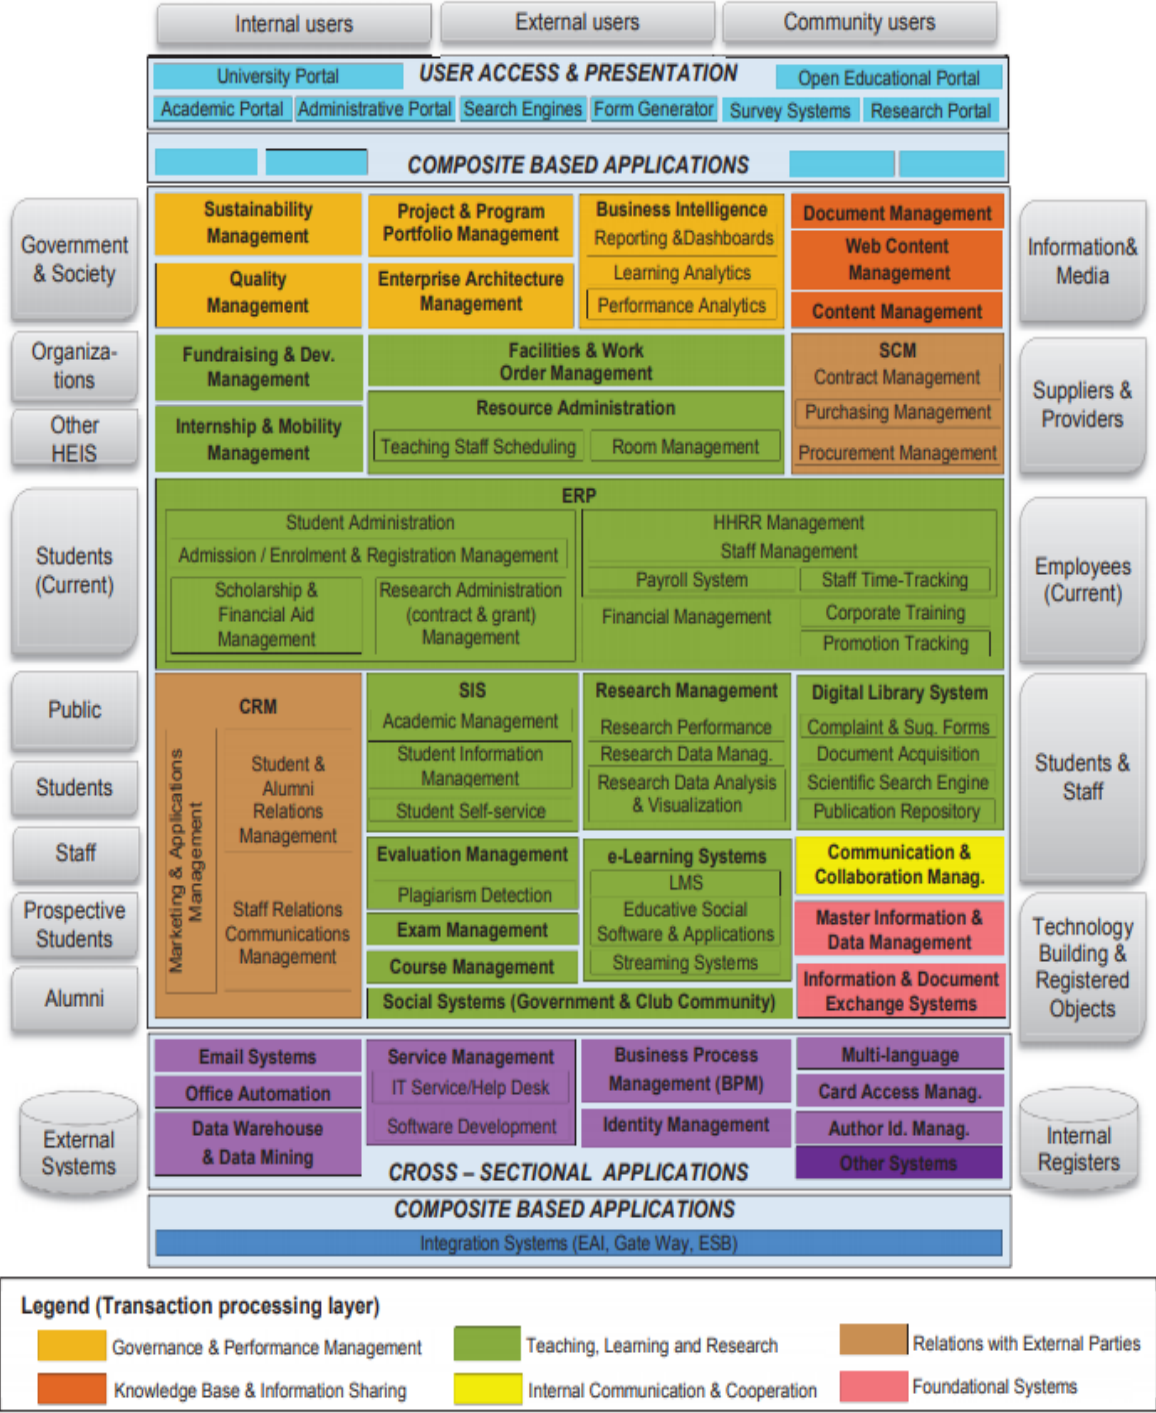 Internal users
External users
Community users
USER ACCESS & PRESENTATION
University Portal
Open Educational Portal
Academic Portal
Administrative Portal
Search Engines
Form Generator
Survey Systems
Research Portal
COMPOSITE BASED APPLICATIONS
Government
& Society
Organiza-
tions
Other
HEIS
Students
(Current)
Public
Students
Staff
Prospective
Students
Alumni
External
Systems
Sustainability
Management
Project & Program
Portfolio Management
Business Intelligence
Reporting &Dashboards
Learning Analytics
Performance Analytics
Document Management
Web Content
Management
Content Management
Quality
Management
Enterprise Architecture
Management
Fundraising & Dev.
Management
Facilities & Work
Order Management
SCM
Contract Management
Purchasing Management
Procurement Management
Internship & Mobility
Management
Resource Administration
Teaching Staff Scheduling
Room Management
ERP
Student Administration
Admission / Enrolment & Registration Management
Scholarship &
Financial Aid
Management
Research Administration
(contract & grant)
Management
HHRR Management
Staff Management
Payroll System
Staff Time-Tracking
Financial Management
Corporate Training
Promotion Tracking
CRM
Marketing & Applications
Management
Student &
Alumni
Relations
Management
Staff Relations
Communications
Management
SIS
Academic Management
Student Information
Management
Student Self-service
Research Management
Research Performance
Research Data Manag.
Research Data Analysis
& Visualization
Digital Library System
Complaint & Sug. Forms
Document Acquisition
Scientific Search Engine
Publication Repository
Evaluation Management
Plagiarism Detection
Exam Management
Course Management
e-Learning Systems
LMS
Educative Social
Software & Applications
Streaming Systems
Communication &
Collaboration Manag.
Master Information &
Data Management
Information & Document
Exchange Systems
Social Systems (Government & Club Community)
Information&
Media
Suppliers &
Providers
Employees
(Current)
Students &
Staff
Technology
Building &
Registered
Objects
Internal
Registers
Email Systems
Office Automation
Data Warehouse
& Data Mining
Service Management
IT Service/Help Desk
Software Development
Business Process
Management (BPM)
Identity Management
Multi-language
Card Access Manag.
Author Id. Manag.
Other Systems
CROSS – SECTIONAL APPLICATIONS
COMPOSITE BASED APPLICATIONS
Integration Systems (EAI, Gate Way, ESB)
Legend (Transaction processing layer)
Governance & Performance Management
Teaching, Learning and Research
Relations with External Parties
Knowledge Base & Information Sharing
Internal Communication & Cooperation
Foundational Systems